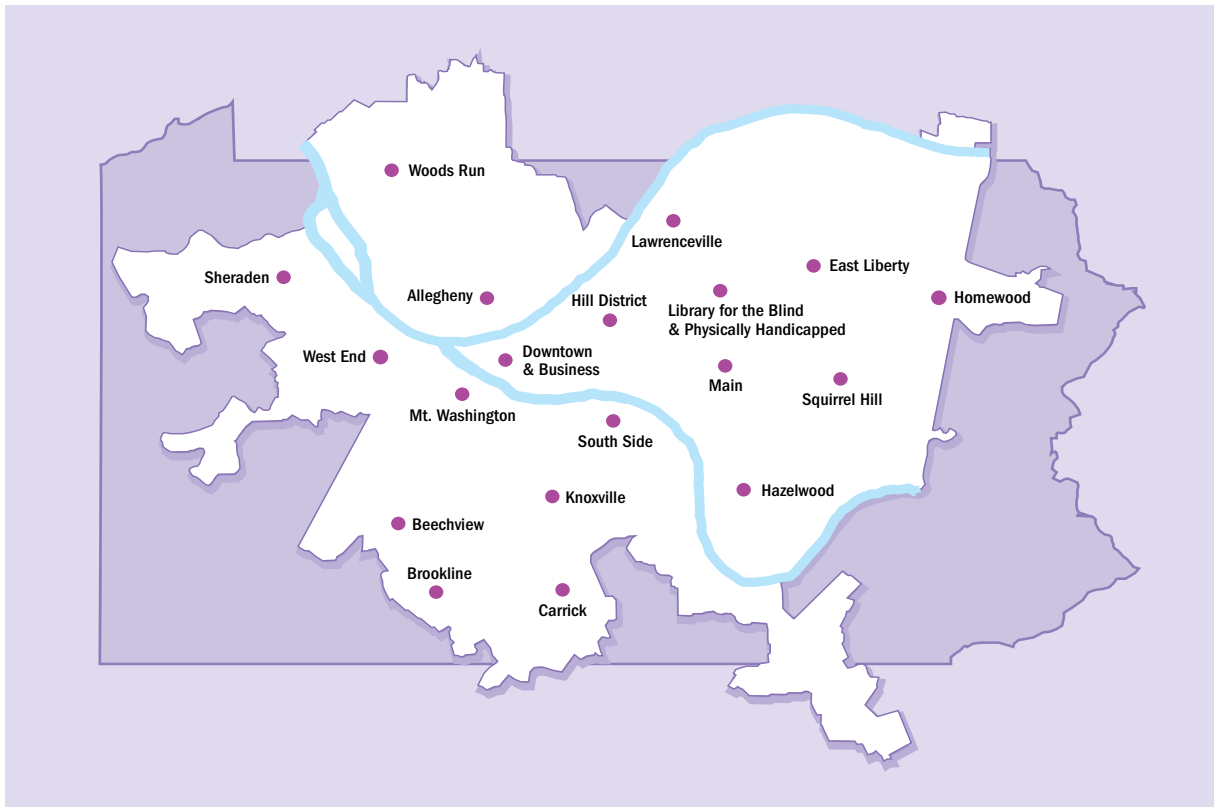 Woods Run
Lawrenceville
East Liberty
Sheraden
Allegheny
Hill District
Homewood
Library for the Blind
& Physically Handicapped
West End
Downtown
& Business
Main
Squirrel Hill
Mt. Washington
South Side
Hazelwood
Knoxville
Beechview
Brookline
Carrick